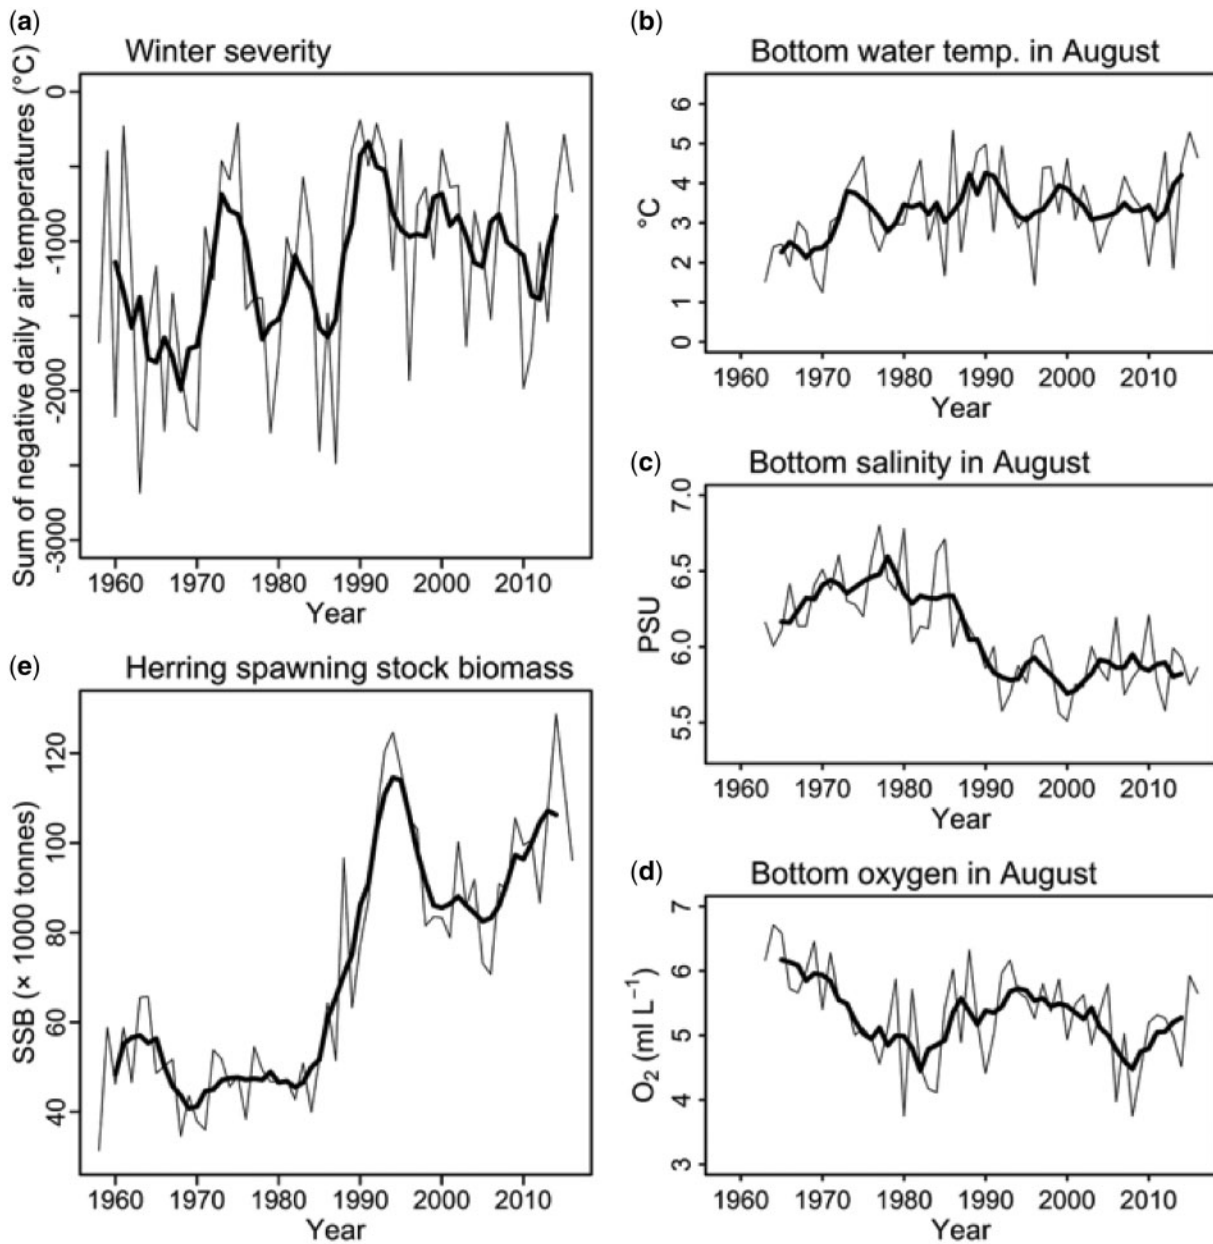 (a)
Winter severity
Sum of negative daily air temperatures (°C)
0
-1000
-2000
-3000
1960 1970 1980 1990 2000 2010
Year
(b)
Bottom water temp. in August
°C
6
5
4
3
2
1
0
1960 1970 1980 1990 2000 2010
Year
(c)
Bottom salinity in August
PSU
7.0
6.5
6.0
5.5
1960 1970 1980 1990 2000 2010
Year
(e)
Herring spawning stock biomass
SSB (× 1000 tonnes)
120
100
80
60
40
1960 1970 1980 1990 2000 2010
Year
(d)
Bottom oxygen in August
O₂ (ml L⁻¹)
7
6
5
4
3
1960 1970 1980 1990 2000 2010
Year